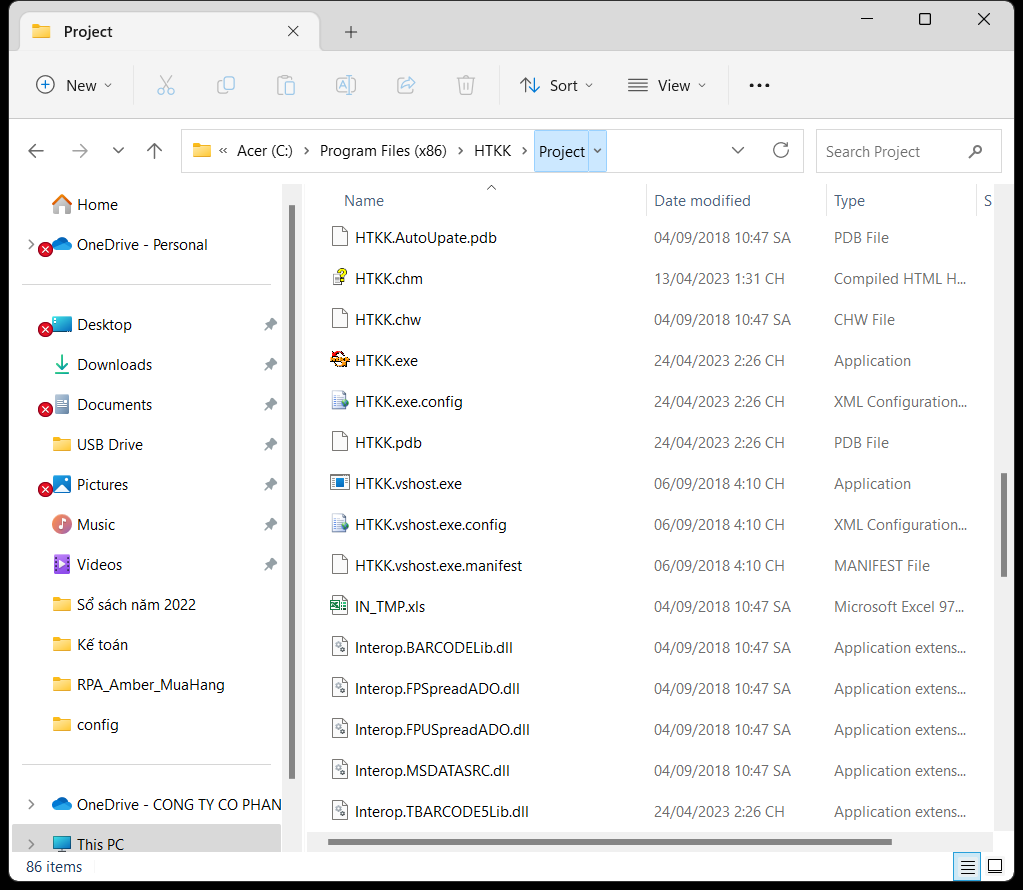 Project
New
Sort
View
« Acer (C:) > Program Files (x86) > HTKK > Project
Search Project
Home
OneDrive - Personal
Desktop
Downloads
Documents
USB Drive
Pictures
Music
Videos
Sổ sách năm 2022
Kế toán
RPA_Amber_MuaHang
config
OneDrive - CONG TY CO PHAN
This PC
Name Date modified Type S
HTKK.AutoUpate.pdb 04/09/2018 10:47 SA PDB File
HTKK.chm 13/04/2023 1:31 CH Compiled HTML H...
HTKK.chw 04/09/2018 10:47 SA CHW File
HTKK.exe 24/04/2023 2:26 CH Application
HTKK.exe.config 24/04/2023 2:26 CH XML Configuration...
HTKK.pdb 24/04/2023 2:26 CH PDB File
HTKK.vshost.exe 06/09/2018 4:10 CH Application
HTKK.vshost.exe.config 06/09/2018 4:10 CH XML Configuration...
HTKK.vshost.exe.manifest 06/09/2018 4:10 CH MANIFEST File
IN_TMP.xls 04/09/2018 10:47 SA Microsoft Excel 97...
Interop.BARCODELib.dll 04/09/2018 10:47 SA Application extens...
Interop.FPSpreadADO.dll 04/09/2018 10:47 SA Application extens...
Interop.FPUSpreadADO.dll 04/09/2018 10:47 SA Application extens...
Interop.MSDATASRC.dll 04/09/2018 10:47 SA Application extens...
Interop.TBARCODE5Lib.dll 24/04/2023 2:26 CH Application extens...
86 items